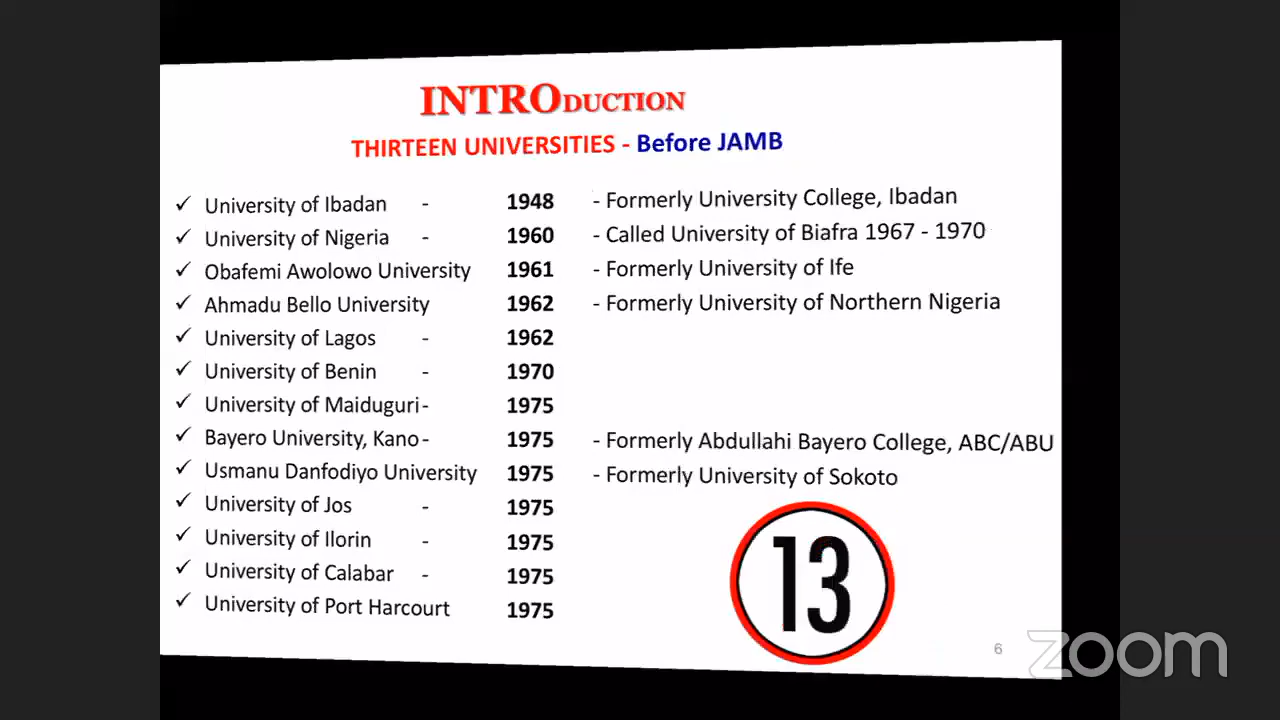 INTRODUCTION
THIRTEEN UNIVERSITIES - Before JAMB
✓ University of Ibadan - 1948 - Formerly University College, Ibadan
✓ University of Nigeria - 1960 - Called University of Biafra 1967 - 1970
✓ Obafemi Awolowo University 1961 - Formerly University of Ife
✓ Ahmadu Bello University 1962 - Formerly University of Northern Nigeria
✓ University of Lagos - 1962
✓ University of Benin - 1970
✓ University of Maiduguri- 1975
✓ Bayero University, Kano- 1975 - Formerly Abdullahi Bayero College, ABC/ABU
✓ Usmanu Danfodiyo University 1975 - Formerly University of Sokoto
✓ University of Jos - 1975
✓ University of Ilorin - 1975
✓ University of Calabar - 1975
✓ University of Port Harcourt 1975
13
6
zoom